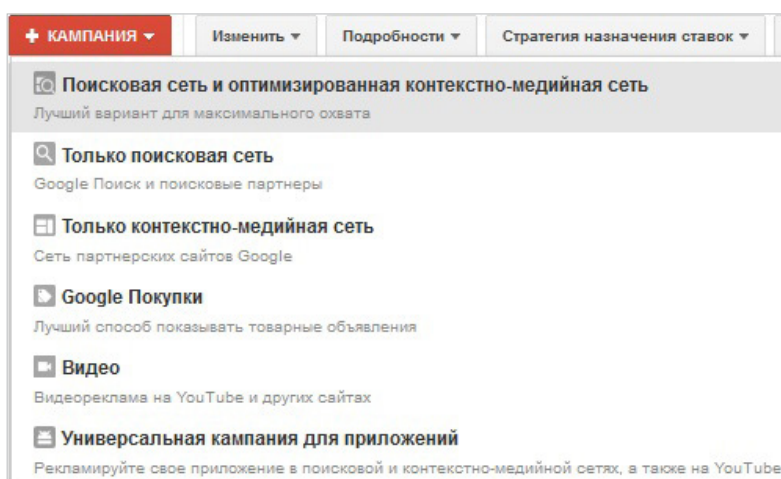 + КАМПАНИЯ Изменить Подробности Стратегия назначения ставок
Поисковая сеть и оптимизированная контекстно-медийная сеть
Лучший вариант для максимального охвата
Только поисковая сеть
Google Поиск и поисковые партнеры
Только контекстно-медийная сеть
Сеть партнерских сайтов Google
Google Покупки
Лучший способ показывать товарные объявления
Видео
Видеореклама на YouTube и других сайтах
Универсальная кампания для приложений
Рекламируйте свое приложение в поисковой и контекстно-медийной сетях, а также на YouTube